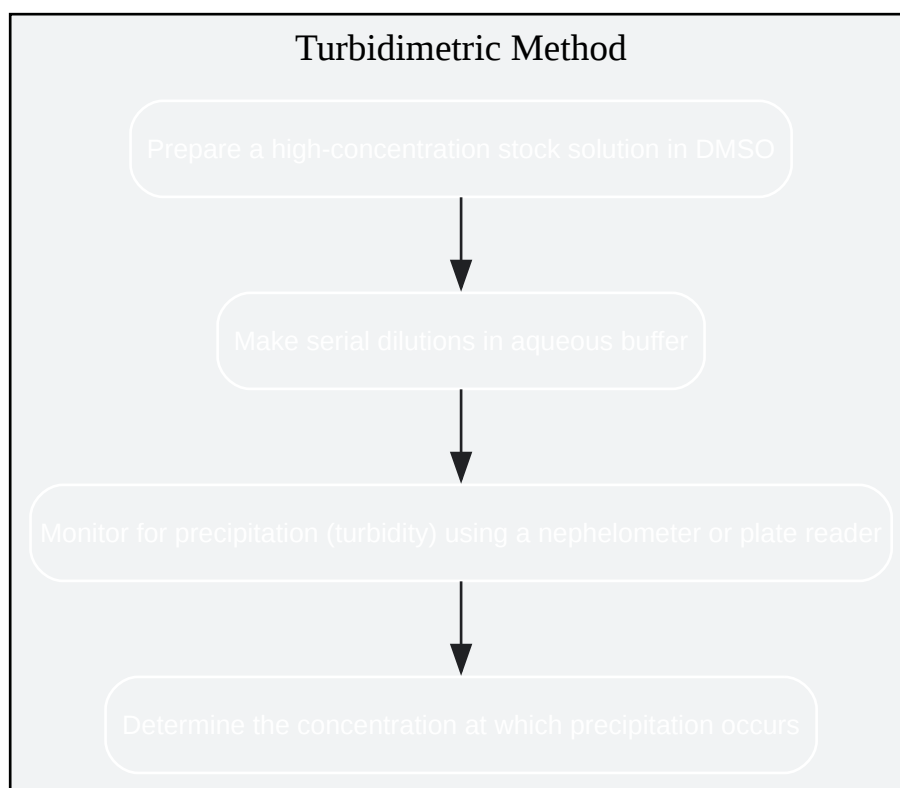 Turbidimetric Method
Prepare a high-concentration stock solution in DMSO
Make serial dilutions in aqueous buffer
Monitor for precipitation (turbidity) using a nephelometer or plate reader
Determine the concentration at which precipitation occurs